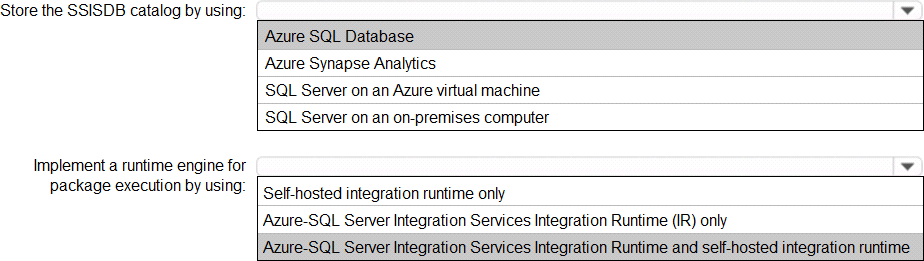 Store the SSISDB catalog by using:
Azure SQL Database
Azure Synapse Analytics
SQL Server on an Azure virtual machine
SQL Server on an on-premises computer
Implement a runtime engine for
package execution by using:
Self-hosted integration runtime only
Azure-SQL Server Integration Services Integration Runtime (IR) only
Azure-SQL Server Integration Services Integration Runtime and self-hosted integration runtime